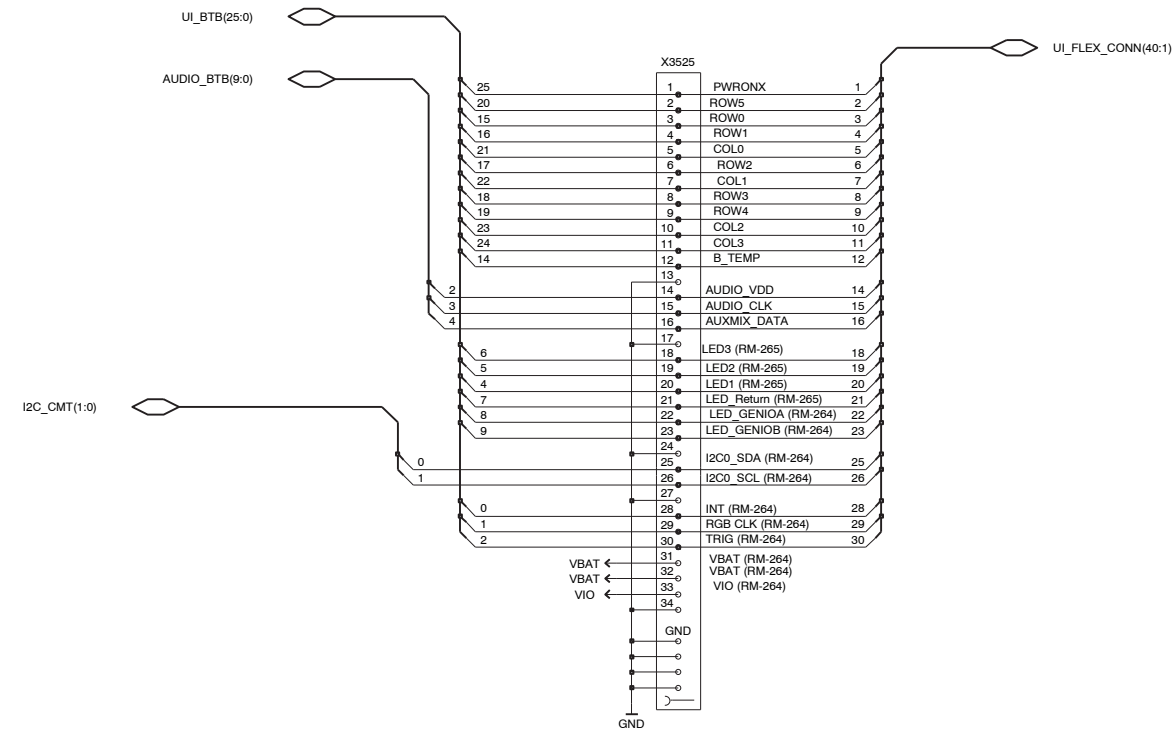 UI_BTB(25:0)
UI_FLEX_CONN(40:1)
X3525
AUDIO_BTB(9:0)
25 1 PWRONX 1
20 2 ROW5 2
15 3 ROW0 3
16 4 ROW1 4
21 5 COL0 5
17 6 ROW2 6
22 7 COL1 7
18 8 ROW3 8
19 9 ROW4 9
23 10 COL2 10
24 11 COL3 11
14 12 B_TEMP 12
13
2 14 AUDIO_VDD 14
3 15 AUDIO_CLK 15
4 16 AUXMIX_DATA 16
17
6 18 LED3 (RM-265) 18
5 19 LED2 (RM-265) 19
4 20 LED1 (RM-265) 20
7 21 LED_Return (RM-265) 21
I2C_CMT(1:0)
8 22 LED_GENIOA (RM-264) 22
9 23 LED_GENIOB (RM-264) 23
24
0 25 I2C0_SDA (RM-264) 25
1 26 I2C0_SCL (RM-264) 26
27
0 28 INT (RM-264) 28
1 29 RGB CLK (RM-264) 29
2 30 TRIG (RM-264) 30
VBAT 31 VBAT (RM-264)
VBAT 32 VBAT (RM-264)
VIO 33 VIO (RM-264)
34
GND
GND